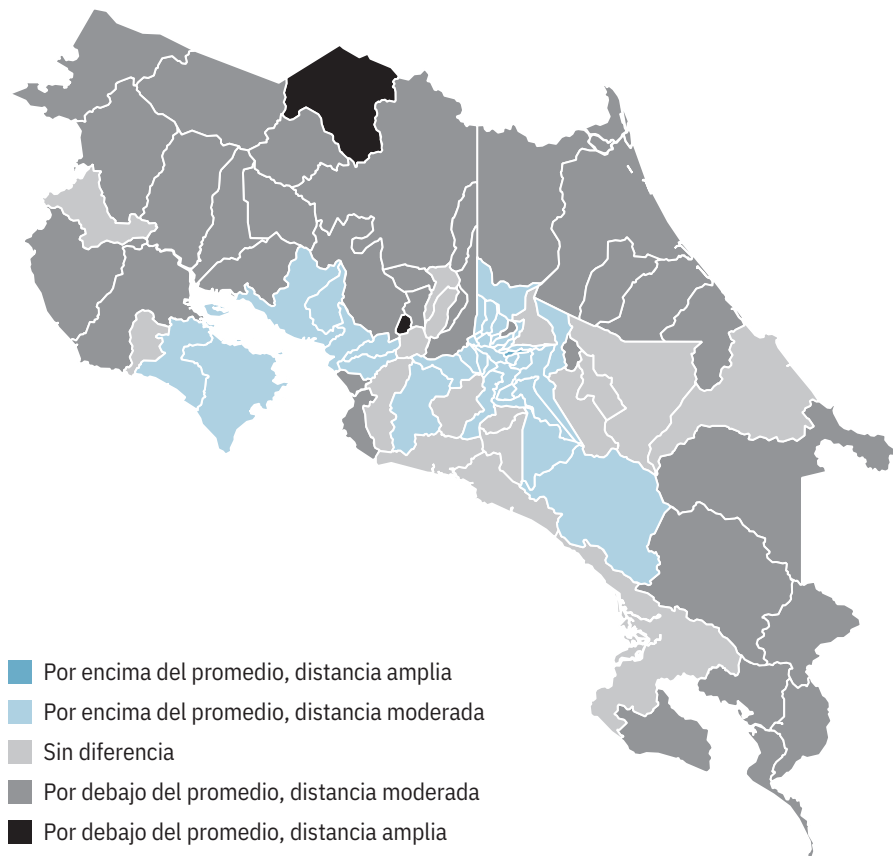 Por encima del promedio, distancia amplia
Por encima del promedio, distancia moderada
Sin diferencia
Por debajo del promedio, distancia moderada
Por debajo del promedio, distancia amplia